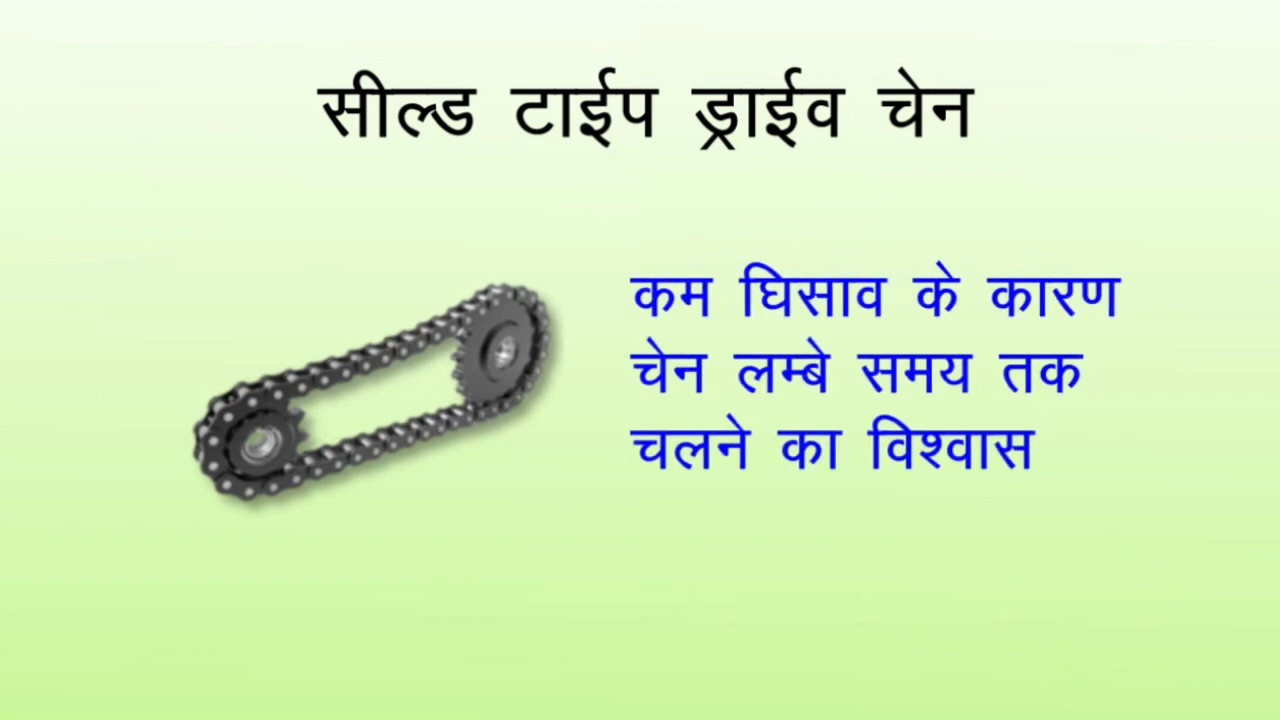 सील्ड टाईप ड्राईव चेन
कम घिसाव के कारण
चेन लम्बे समय तक
चलने का विश्वास